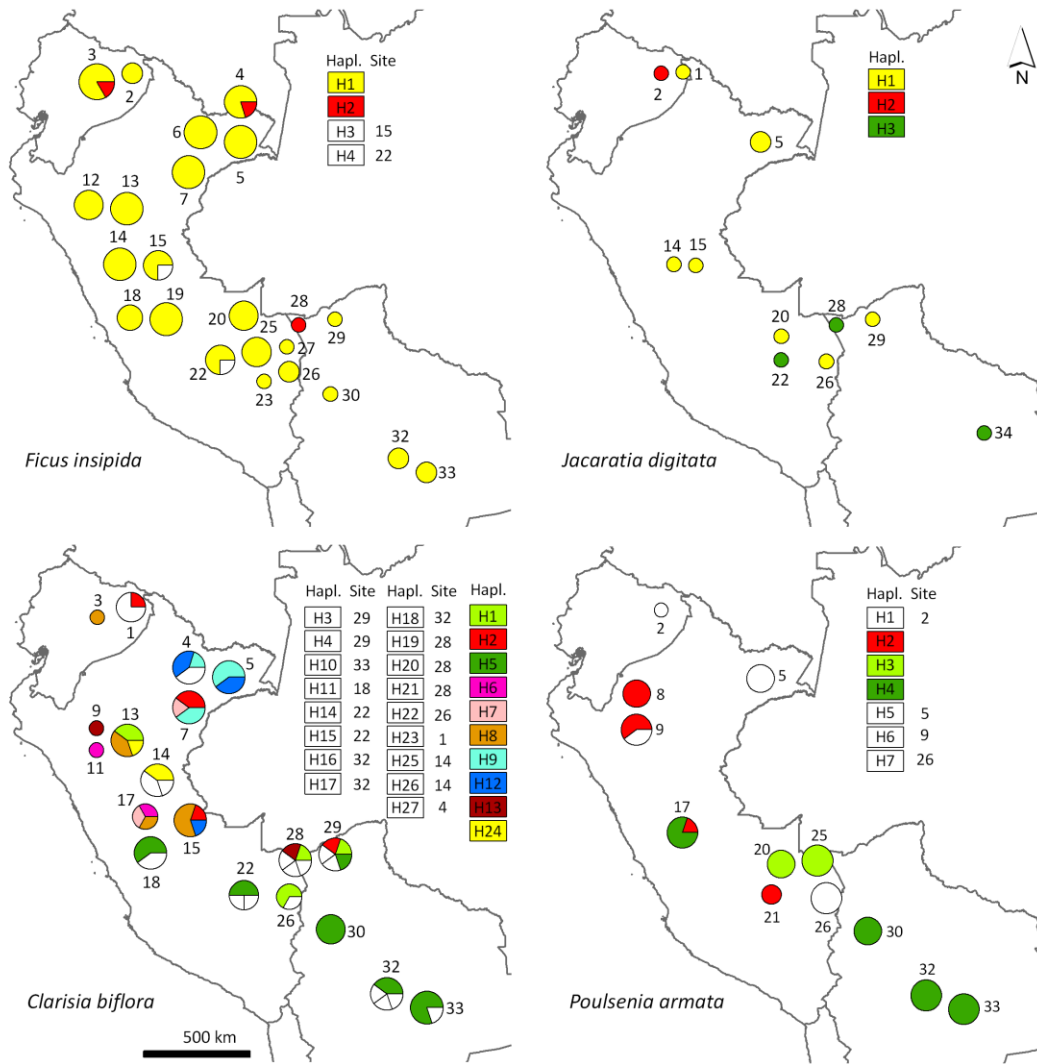 Hapl. Site
H1
H2
H3 15
H4 22
3
2
4
6
5
7
12
13
14
15
18
19
20
25
28
29
27
22
26
23
30
32
33
Ficus insipida
Hapl.
H1
H2
H3
N
2
1
5
14
15
20
28
29
22
26
34
Jacaratia digitata
Hapl. Site Hapl. Site Hapl.
H3 29 H18 32 H1
H4 29 H19 28 H2
H10 33 H20 28 H5
H11 18 H21 28 H6
H14 22 H22 26 H7
H15 22 H23 1 H8
H16 32 H25 14 H9
H17 32 H26 14 H12
H27 4 H13
H24
3
1
4
5
7
9
13
11
14
17
15
18
28
29
22
26
30
32
33
Clarisia biflora
500 km
Hapl. Site
H1 2
H2
H3
H4
H5 5
H6 9
H7 26
2
5
8
9
17
25
20
21
26
30
32
33
Poulsenia armata